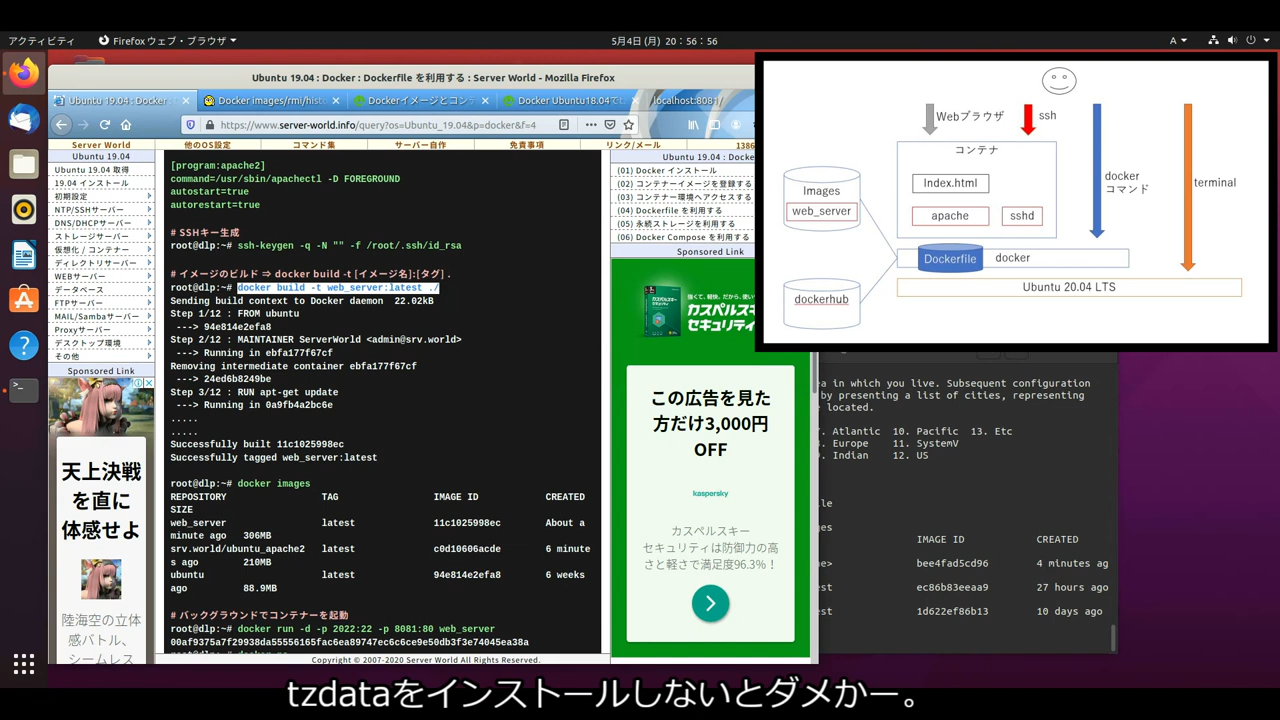 アクティビティ
Firefox ウェブ・ブラウザ
5月4日 (月) 20:56:56
A
Ubuntu 19.04 : Docker : Dockerfile を利用する : Server World - Mozilla Firefox
Ubuntu 19.04 : Docker :
Docker images/rmi/histo
Dockerイメージとコンテ
Docker Ubuntu18.04でt
localhost:8081/
https://www.server-world.info/query?os=Ubuntu_19.04&p=docker&f=4
Server World
他のOS設定
コマンド集
サーバー自作
免責事項
リンク/メール
1386
Ubuntu 19.04
Ubuntu 19.04 取得
19.04 インストール
初期設定
NTP/SSHサーバー
DNS/DHCPサーバー
ストレージサーバー
仮想化 / コンテナー
WEBサーバー
データベース
FTPサーバー
MAIL/Sambaサーバー
Proxyサーバー
デスクトップ環境
その他
Sponsored Link
天上決戦
を直に
体感せよ
陸海空の立体
感バトル、
シームレス
[program:apache2]
command=/usr/sbin/apachectl -D FOREGROUND
autostart=true
autorestart=true
# SSHキー生成
root@dlp:~# ssh-keygen -q -N "" -f /root/.ssh/id_rsa
# イメージのビルド ⇒ docker build -t [イメージ名]:[タグ] .
root@dlp:~# docker build -t web_server:latest ./
Sending build context to Docker daemon  22.02kB
Step 1/12 : FROM ubuntu
---> 94e814e2efa8
Step 2/12 : MAINTAINER ServerWorld <admin@srv.world>
---> Running in ebfa177f67cf
Removing intermediate container ebfa177f67cf
---> 24ed6b8249be
Step 3/12 : RUN apt-get update
---> Running in 0a9fb4a2bc6e
.....
.....
Successfully built 11c1025998ec
Successfully tagged web_server:latest
root@dlp:~# docker images
REPOSITORY TAG IMAGE ID CREATED
SIZE
web_server latest 11c1025998ec About a
minute ago 306MB
srv.world/ubuntu_apache2 latest c0d10606acde 6 minute
s ago 210MB
ubuntu latest 94e814e2efa8 6 weeks
ago 88.9MB
# バックグラウンドでコンテナーを起動
root@dlp:~# docker run -d -p 2022:22 -p 8081:80 web_server
00af9375a7f29938da55556165fac6ea89747ec6c6ce9e50db3f3e74045ea38a
Copyright © 2007-2020 Server World All Rights Reserved.
Ubuntu 19.04 : Docke
(01) Docker インストール
(02) コンテナーイメージを登録する
(03) コンテナー環境へアクセスする
(04) Dockerfile を利用する
(05) 永続ストレージを利用する
(06) Docker Compose を利用する
Sponsored Link
強くて、軽快。だから、使い
カスペルスキー
セキュリティ
この広告を見た
方だけ3,000円
OFF
kaspersky
カスペルスキー
セキュリティは防御力の高
さと軽さで満足度96.3%！
Webブラウザ
ssh
コンテナ
Index.html
apache
sshd
Images
web_server
dockerhub
Dockerfile
docker
docker
コマンド
terminal
Ubuntu 20.04 LTS
ea in which you live. Subsequent configuration
by presenting a list of cities, representing
located.
Atlantic  10. Pacific  13. Etc
Europe    11. SystemV
Indian    12. US
IMAGE ID CREATED
bee4fad5cd96 4 minutes ag
ec86b83eeaa9 27 hours ago
1d622ef86b13 10 days ago
tzdataをインストールしないとダメかー。